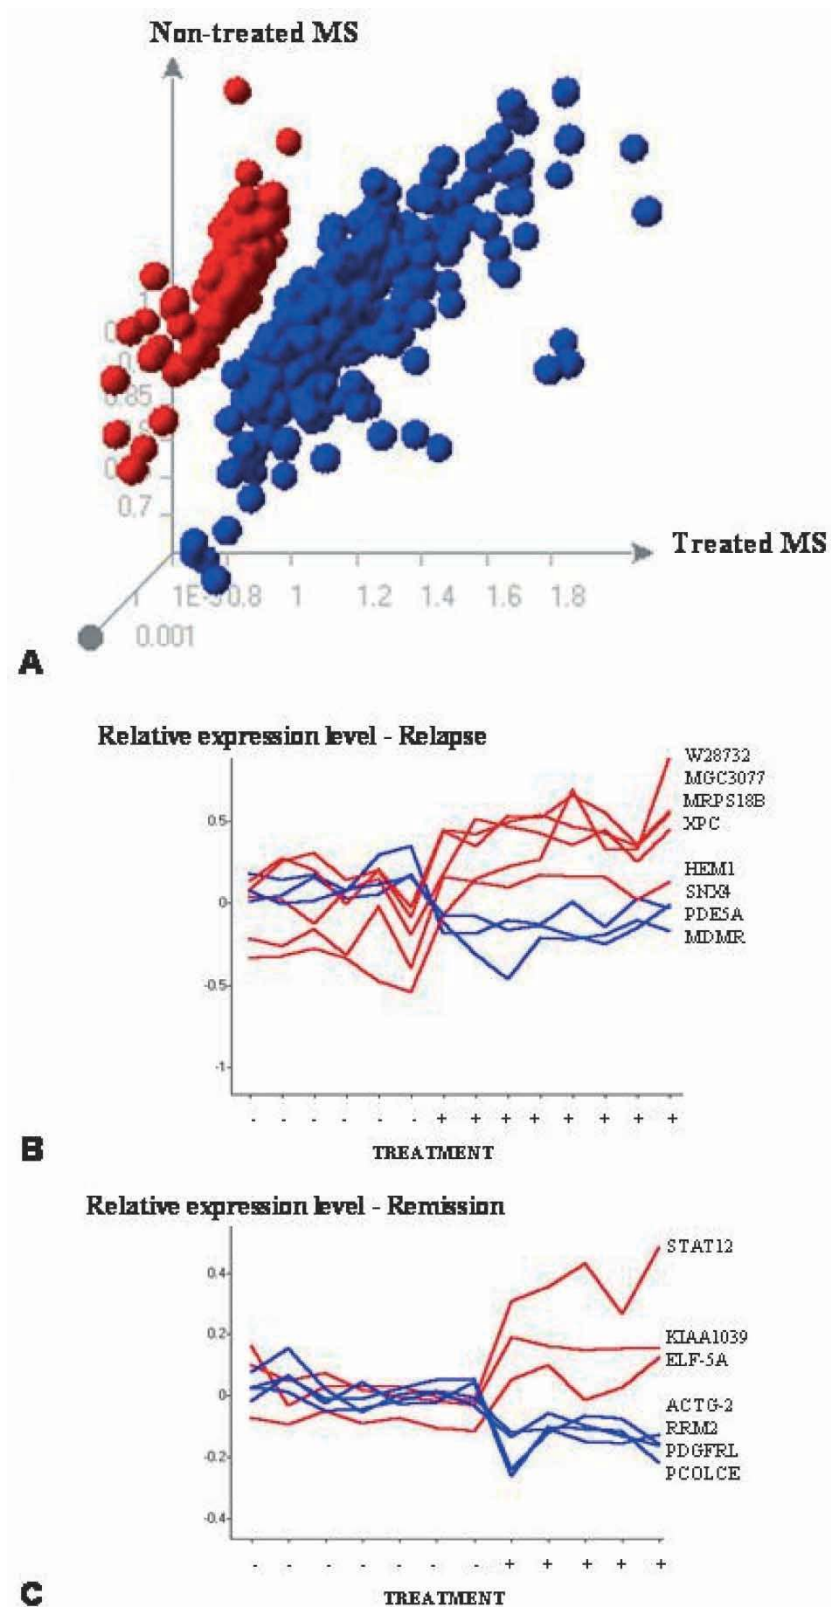 Non-treated MS
0.85
0.7
Treated MS
1 1E-5 0.8 1 1.2 1.4 1.6 1.8
0.001
A
Relative expression level - Relapse
W28732
MGC3077
MRPS18B
XPC
HEM1
SNX4
PDE5A
MDMR
0.5
0
-0.5
-1
- - - - - - + + + + + + + +
TREATMENT
B
Relative expression level - Remission
STAT12
KIAA1039
ELF-5A
ACTG-2
RRM2
PDGFRL
PCOLCE
0.4
0.2
0
-0.2
-0.4
- - - - - - - + + + + +
TREATMENT
C